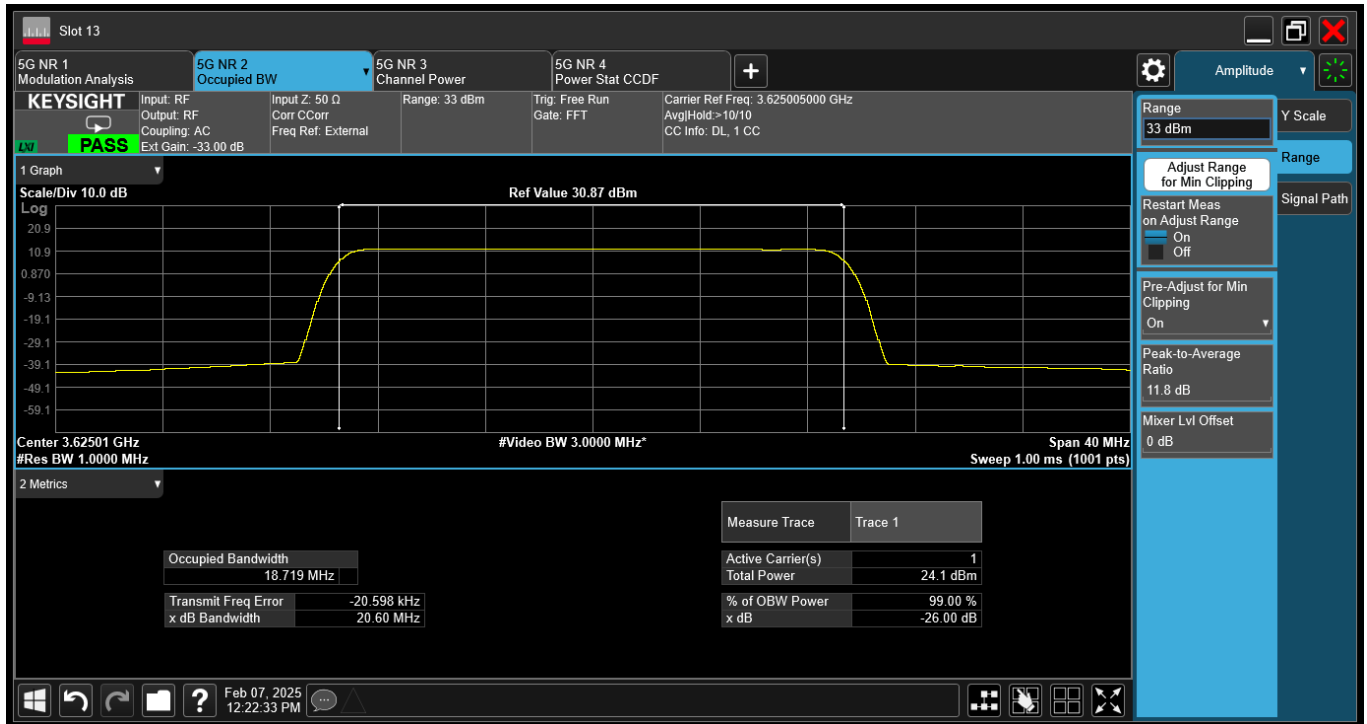 Slot 13
5G NR 1
Modulation Analysis
5G NR 2
Occupied BW
5G NR 3
Channel Power
5G NR 4
Power Stat CCDF
Amplitude
KEYSIGHT
LXI
PASS
Input: RF
Output: RF
Coupling: AC
Ext Gain: -33.00 dB
Input Z: 50 Ω
Corr CCorr
Freq Ref: External
Range: 33 dBm
Trig: Free Run
Gate: FFT
Carrier Ref Freq: 3.625005000 GHz
Avg|Hold:>10/10
CC Info: DL, 1 CC
1 Graph
Scale/Div 10.0 dB
Ref Value 30.87 dBm
Log
20.9
10.9
0.870
-9.13
-19.1
-29.1
-39.1
-49.1
-59.1
Center 3.62501 GHz
#Video BW 3.0000 MHz*
Span 40 MHz
#Res BW 1.0000 MHz
Sweep 1.00 ms (1001 pts)
2 Metrics
Measure Trace Trace 1
Occupied Bandwidth
18.719 MHz
Transmit Freq Error -20.598 kHz
x dB Bandwidth 20.60 MHz
Active Carrier(s) 1
Total Power 24.1 dBm
% of OBW Power 99.00 %
x dB -26.00 dB
Range
33 dBm
Adjust Range
for Min Clipping
Restart Meas
on Adjust Range
On
Off
Pre-Adjust for Min
Clipping
On
Peak-to-Average
Ratio
11.8 dB
Mixer Lvl Offset
0 dB
Y Scale
Range
Signal Path
?
Feb 07, 2025
12:22:33 PM